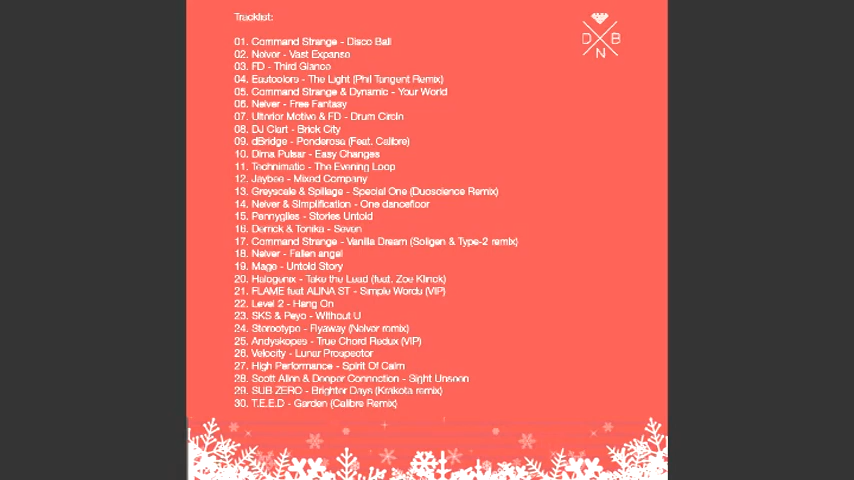 Tracklist:
D B
N
01. Command Strange - Disco Ball
02. Neiver - Vast Expanse
03. FD - Third Glance
04. Eastcolors - The Light (Phil Tangent Remix)
05. Command Strange & Dynamic - Your World
06. Neiver - Free Fantasy
07. Ulterior Motive & FD - Drum Circle
08. DJ Clart - Brick City
09. dBridge - Ponderosa (Feat. Calibre)
10. Dima Pulsar - Easy Changes
11. Technimatic - The Evening Loop
12. Jaybee - Mixed Company
13. Greyscale & Spillage - Special One (Duoscience Remix)
14. Neiver & Simplification - One dancefloor
15. Pennygiles - Stories Untold
16. Derrick & Tonika - Seven
17. Command Strange - Vanilla Dream (Soligen & Type-2 remix)
18. Neiver - Fallen angel
19. Mage - Untold Story
20. Halogenix - Take the Lead (feat. Zoe Klinck)
21. FLAME feat ALINA ST - Simple Words (VIP)
22. Level 2 - Hang On
23. SKS & Peyo - Without U
24. Stereotype - Flyaway (Neiver remix)
25. Andyskopes - True Chord Redux (VIP)
26. Velocity - Lunar Prospector
27. High Performance - Spirit Of Calm
28. Scott Allen & Deeper Connection - Sight Unseen
29. SUB ZERO - Brighter Days (Krakota remix)
30. T.E.E.D - Garden (Calibre Remix)